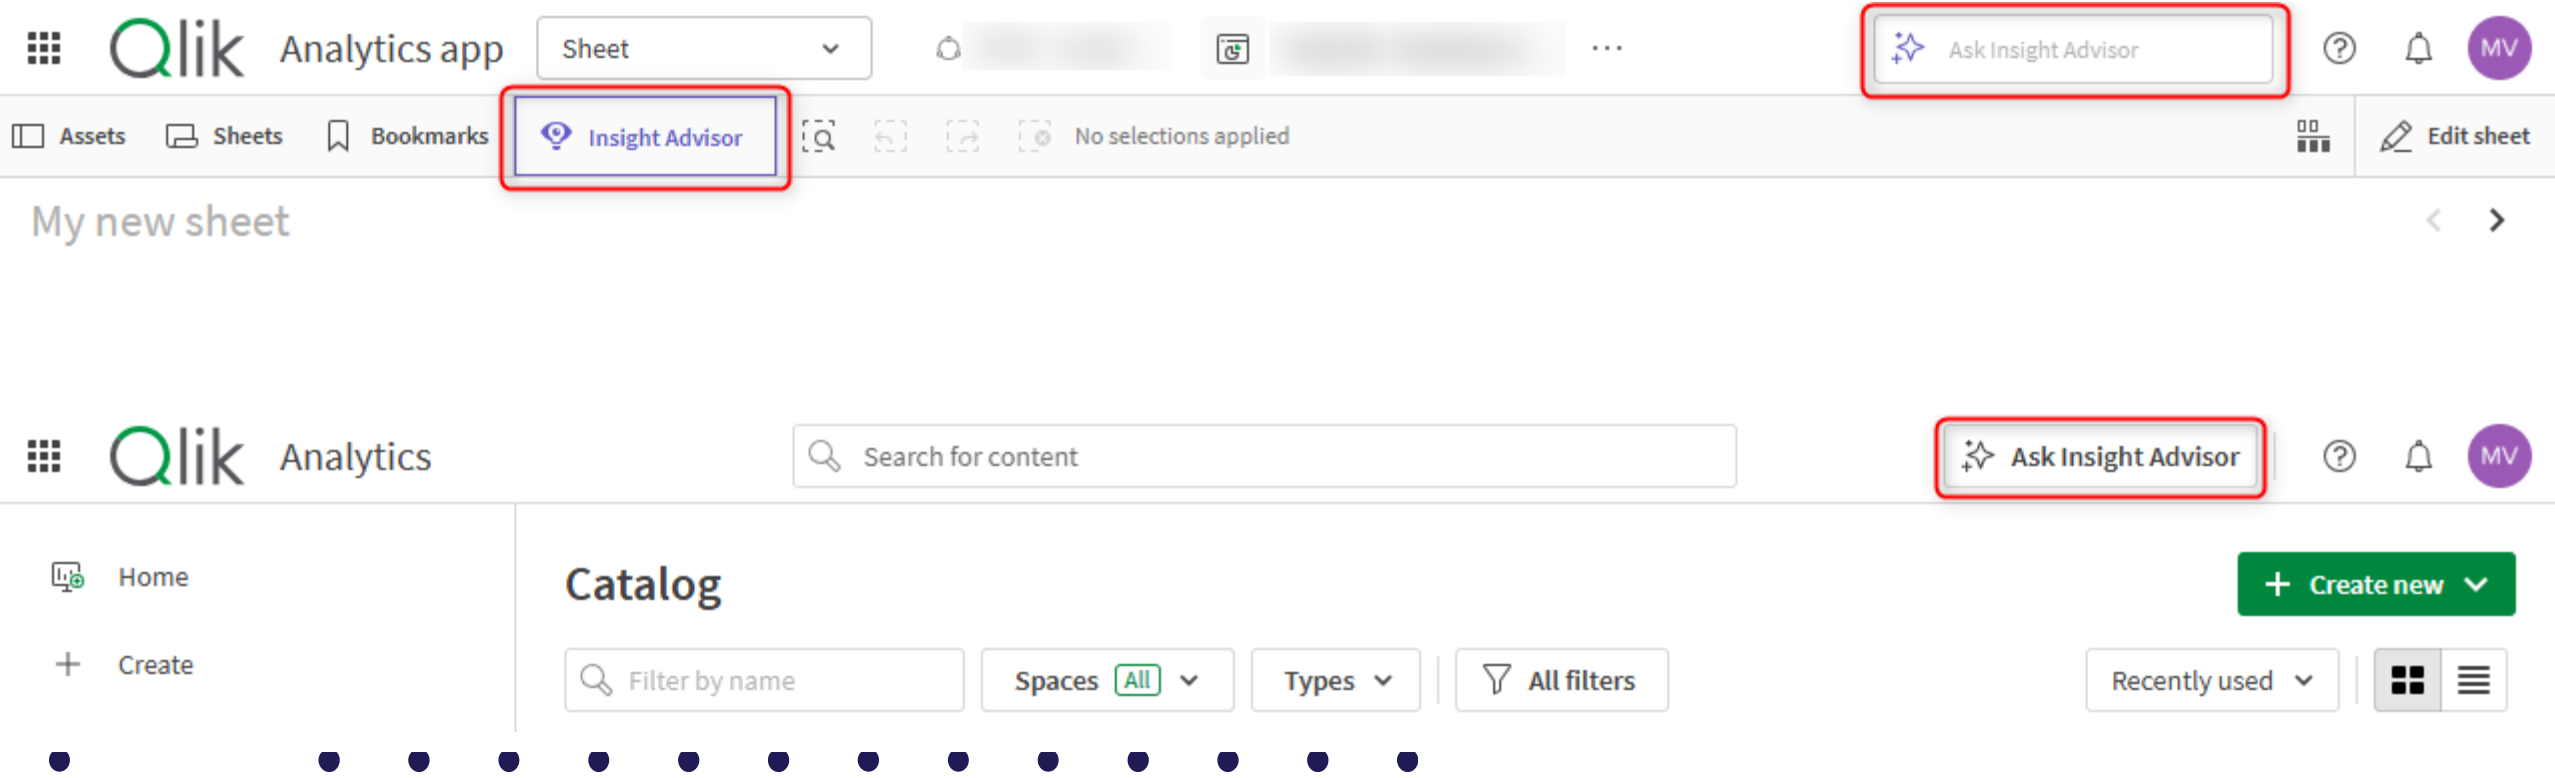 Qlik Analytics app Sheet ... Ask Insight Advisor MV
Assets Sheets Bookmarks Insight Advisor No selections applied Edit sheet
My new sheet
Qlik Analytics Search for content Ask Insight Advisor MV
Home
Catalog + Create new
+ Create
Filter by name Spaces All Types All filters Recently used